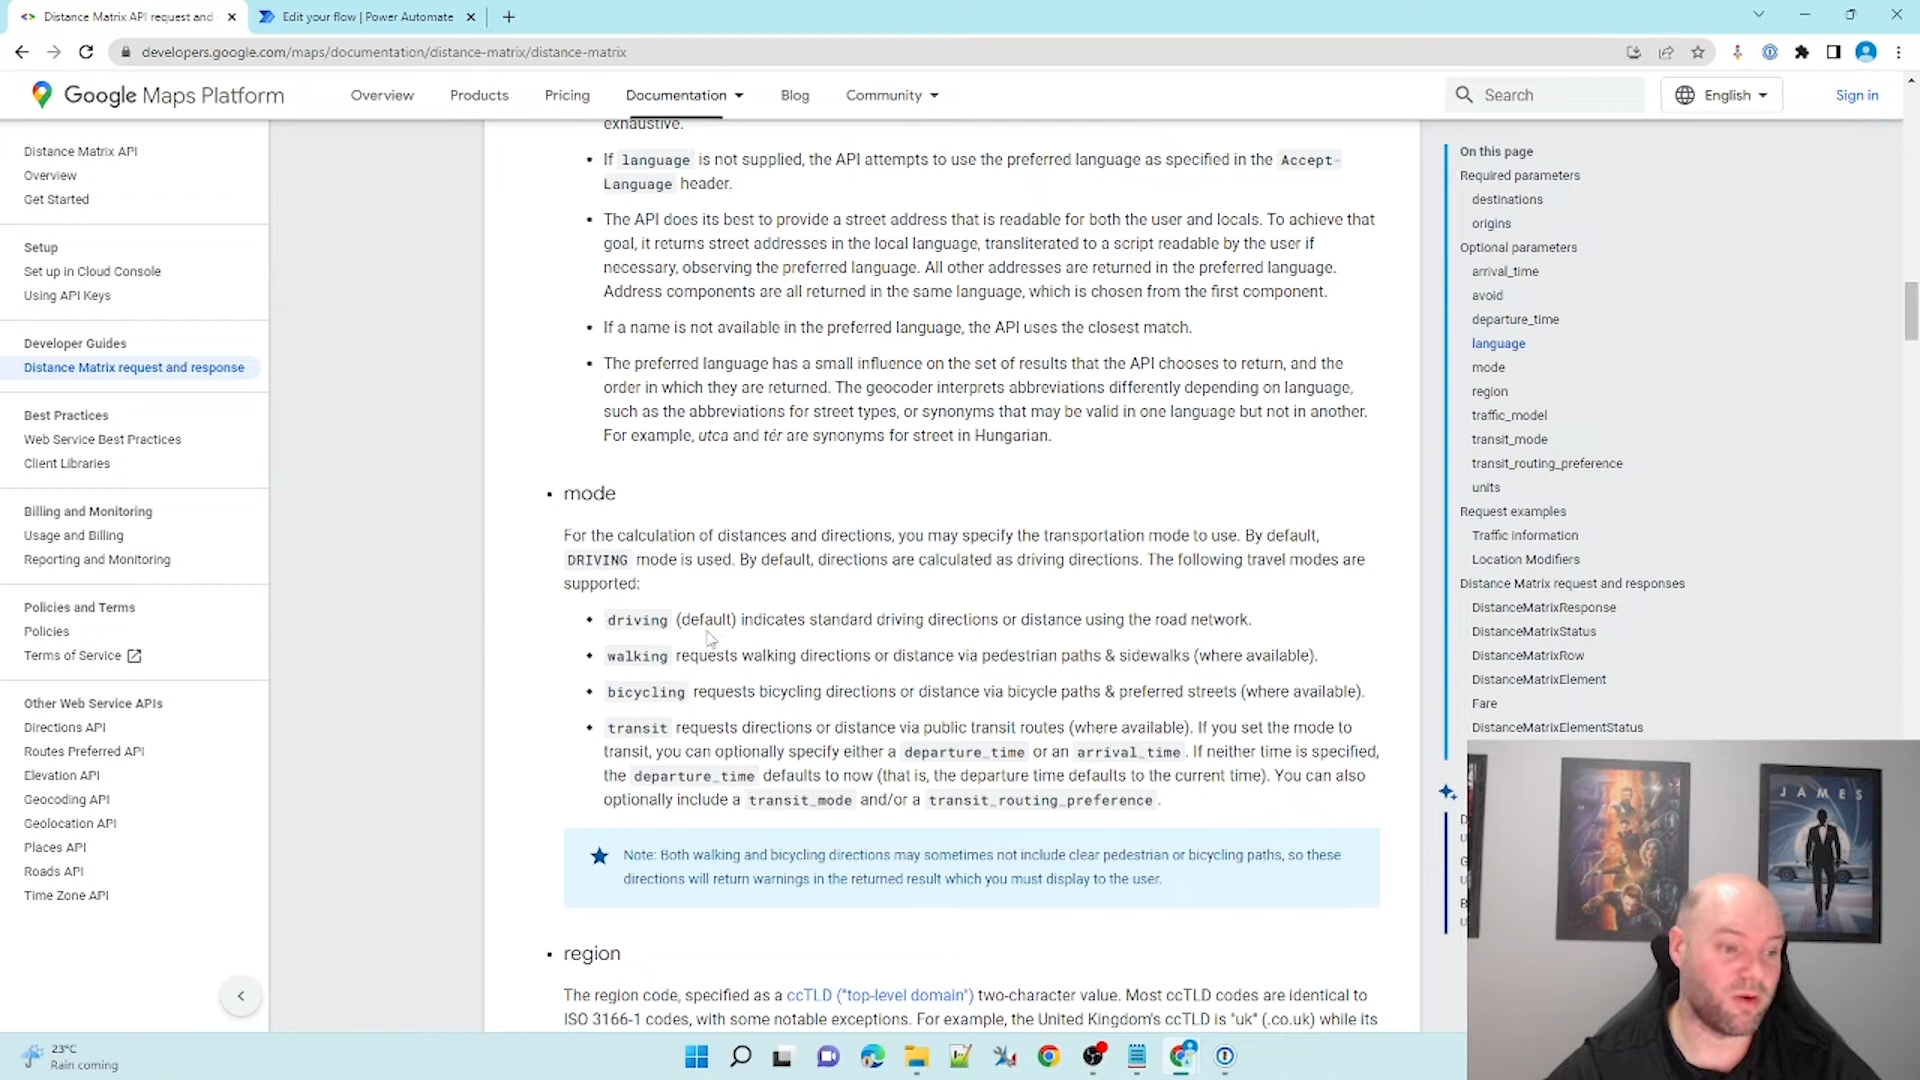 Distance Matrix API request and
Edit your flow | Power Automate
developers.google.com/maps/documentation/distance-matrix/distance-matrix
Google Maps Platform
Overview
Products
Pricing
Documentation
Blog
Community
Search
English
Sign in
Distance Matrix API
Overview
Get Started
Setup
Set up in Cloud Console
Using API Keys
Developer Guides
Distance Matrix request and response
Best Practices
Web Service Best Practices
Client Libraries
Billing and Monitoring
Usage and Billing
Reporting and Monitoring
Policies and Terms
Policies
Terms of Service
Other Web Service APIs
Directions API
Routes Preferred API
Elevation API
Geocoding API
Geolocation API
Places API
Roads API
Time Zone API
exhaustive.
• If language is not supplied, the API attempts to use the preferred language as specified in the Accept-
Language header.
• The API does its best to provide a street address that is readable for both the user and locals. To achieve that
goal, it returns street addresses in the local language, transliterated to a script readable by the user if
necessary, observing the preferred language. All other addresses are returned in the preferred language.
Address components are all returned in the same language, which is chosen from the first component.
• If a name is not available in the preferred language, the API uses the closest match.
• The preferred language has a small influence on the set of results that the API chooses to return, and the
order in which they are returned. The geocoder interprets abbreviations differently depending on language,
such as the abbreviations for street types, or synonyms that may be valid in one language but not in another.
For example, utca and tér are synonyms for street in Hungarian.
• mode
For the calculation of distances and directions, you may specify the transportation mode to use. By default,
DRIVING mode is used. By default, directions are calculated as driving directions. The following travel modes are
supported:
• driving (default) indicates standard driving directions or distance using the road network.
• walking requests walking directions or distance via pedestrian paths & sidewalks (where available).
• bicycling requests bicycling directions or distance via bicycle paths & preferred streets (where available).
• transit requests directions or distance via public transit routes (where available). If you set the mode to
transit, you can optionally specify either a departure_time or an arrival_time. If neither time is specified,
the departure_time defaults to now (that is, the departure time defaults to the current time). You can also
optionally include a transit_mode and/or a transit_routing_preference.
Note: Both walking and bicycling directions may sometimes not include clear pedestrian or bicycling paths, so these
directions will return warnings in the returned result which you must display to the user.
• region
The region code, specified as a ccTLD ("top-level domain") two-character value. Most ccTLD codes are identical to
ISO 3166-1 codes, with some notable exceptions. For example, the United Kingdom's ccTLD is "uk" (.co.uk) while its
On this page
Required parameters
destinations
origins
Optional parameters
arrival_time
avoid
departure_time
language
mode
region
traffic_model
transit_mode
transit_routing_preference
units
Request examples
Traffic information
Location Modifiers
Distance Matrix request and responses
DistanceMatrixResponse
DistanceMatrixStatus
DistanceMatrixRow
DistanceMatrixElement
Fare
DistanceMatrixElementStatus
JAMES
23°C
Rain coming